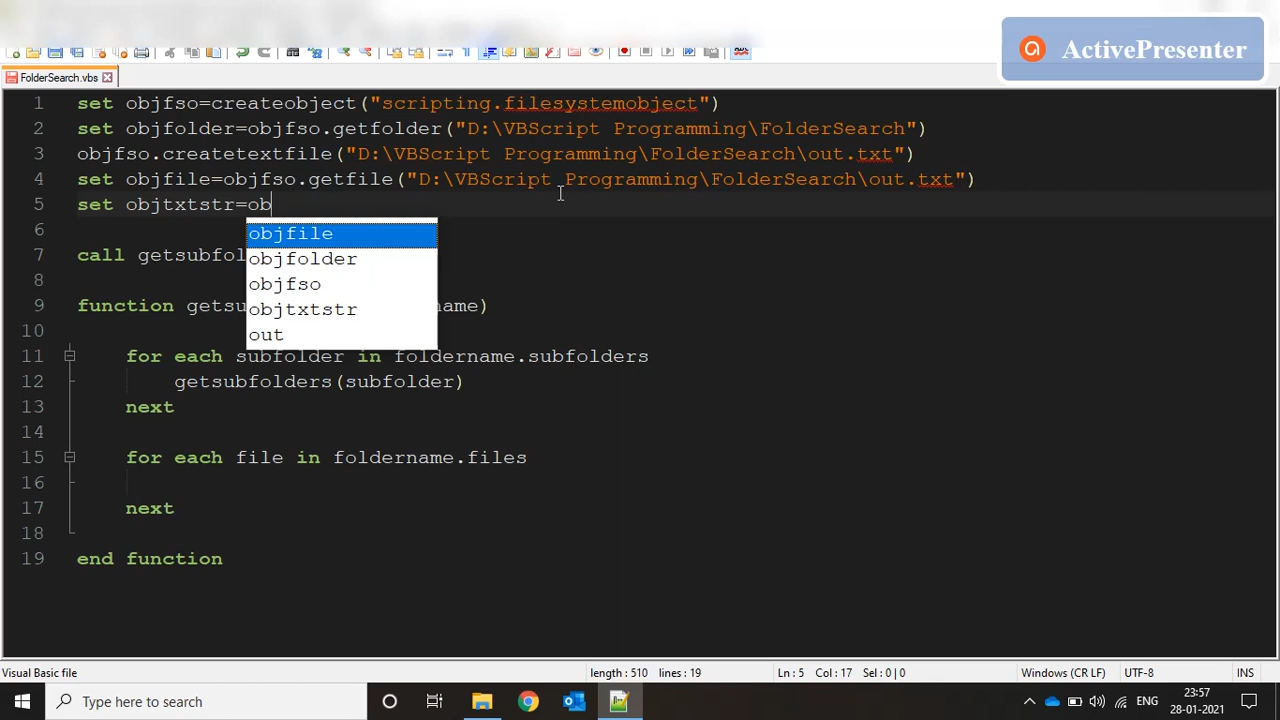 ActivePresenter
FolderSearch.vbs
1 set objfso=createobject("scripting.filesystemobject")
2 set objfolder=objfso.getfolder("D:\VBScript Programming\FolderSearch")
3 objfso.createtextfile("D:\VBScript Programming\FolderSearch\out.txt")
4 set objfile=objfso.getfile("D:\VBScript Programming\FolderSearch\out.txt")
5 set objtxtstr=ob
6 objfile
7 call getsubfol
objfolder
8 objfso
9 function getsu name)
objtxtstr
10 out
11 for each subfolder in foldername.subfolders
12 getsubfolders(subfolder)
13 next
14
15 for each file in foldername.files
16
17 next
18
19 end function
Visual Basic file length : 510 lines : 19 Ln : 5 Col : 17 Sel : 0 | 0 Windows (CR LF) UTF-8 INS
Type here to search ENG 23:57
28-01-2021